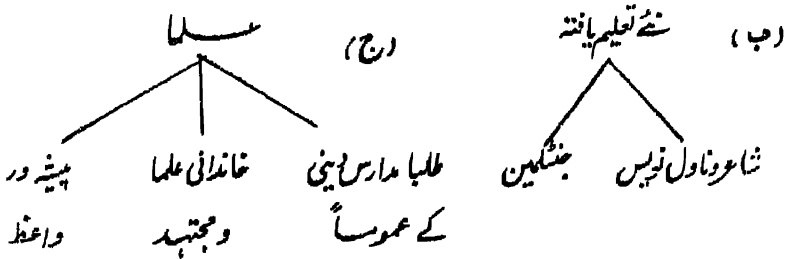 (ب) نئے تعلیم یافتہ (ج) علما
شاعر و ناول نویس جنٹلمین طلبا مدارس دینی خاندانی علما پیشہ ور
کے عموماً و مجتہد واعظ